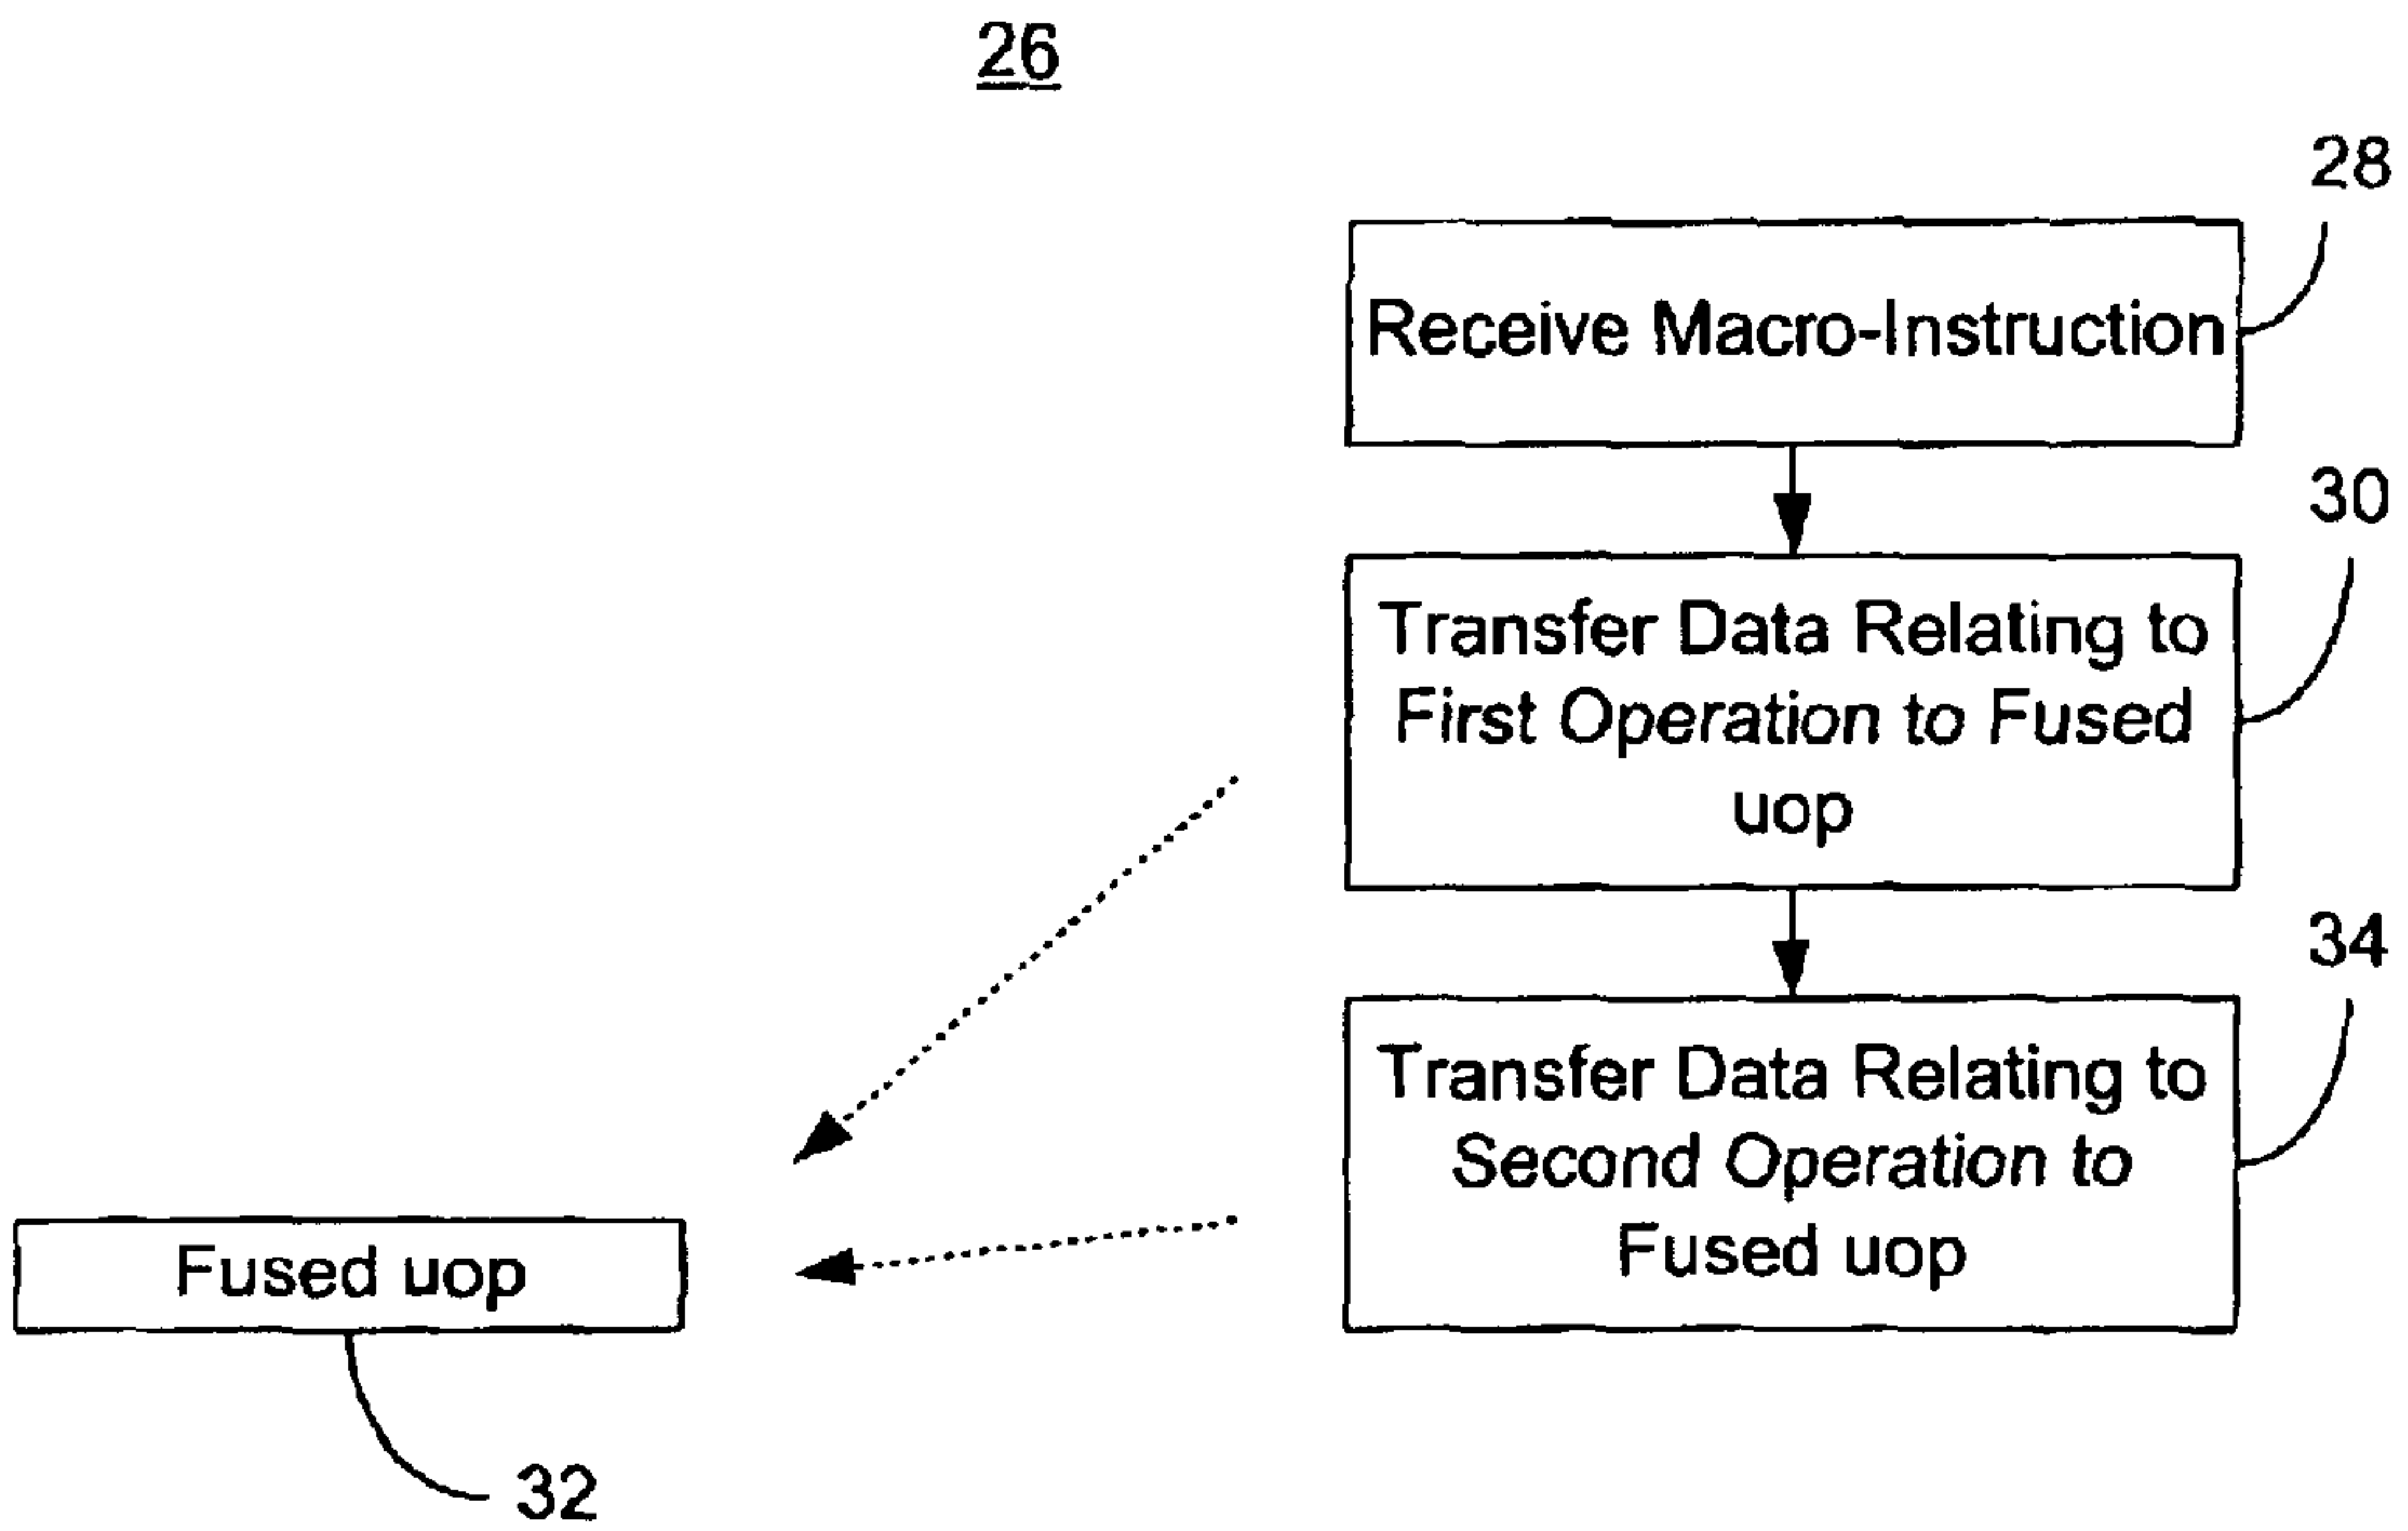 26
28
Receive Macro-Instruction
30
Transfer Data Relating to
First Operation to Fused
uop
34
Transfer Data Relating to
Second Operation to
Fused uop
Fused uop
32